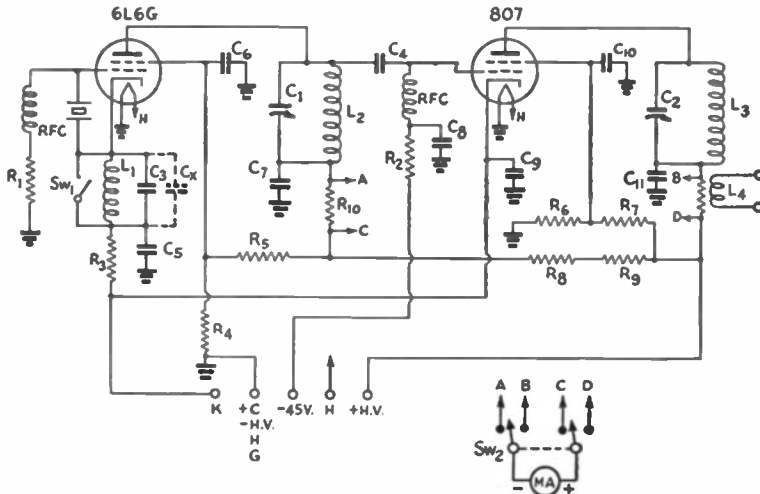 6L6G
807
C6
C4
C10
C1
L2
C2
L3
RFC
H
RFC
C8
H
R1
Sw1
L1
C3
Cx
C7
A
R2
C9
C11
B
L4
R10
R6
R7
D
R3
C5
R5
C
R8
R9
R4
K
+C
-H.V.
H
G
-45V.
H
+H.V.
A
B
C
D
Sw2
- MA +